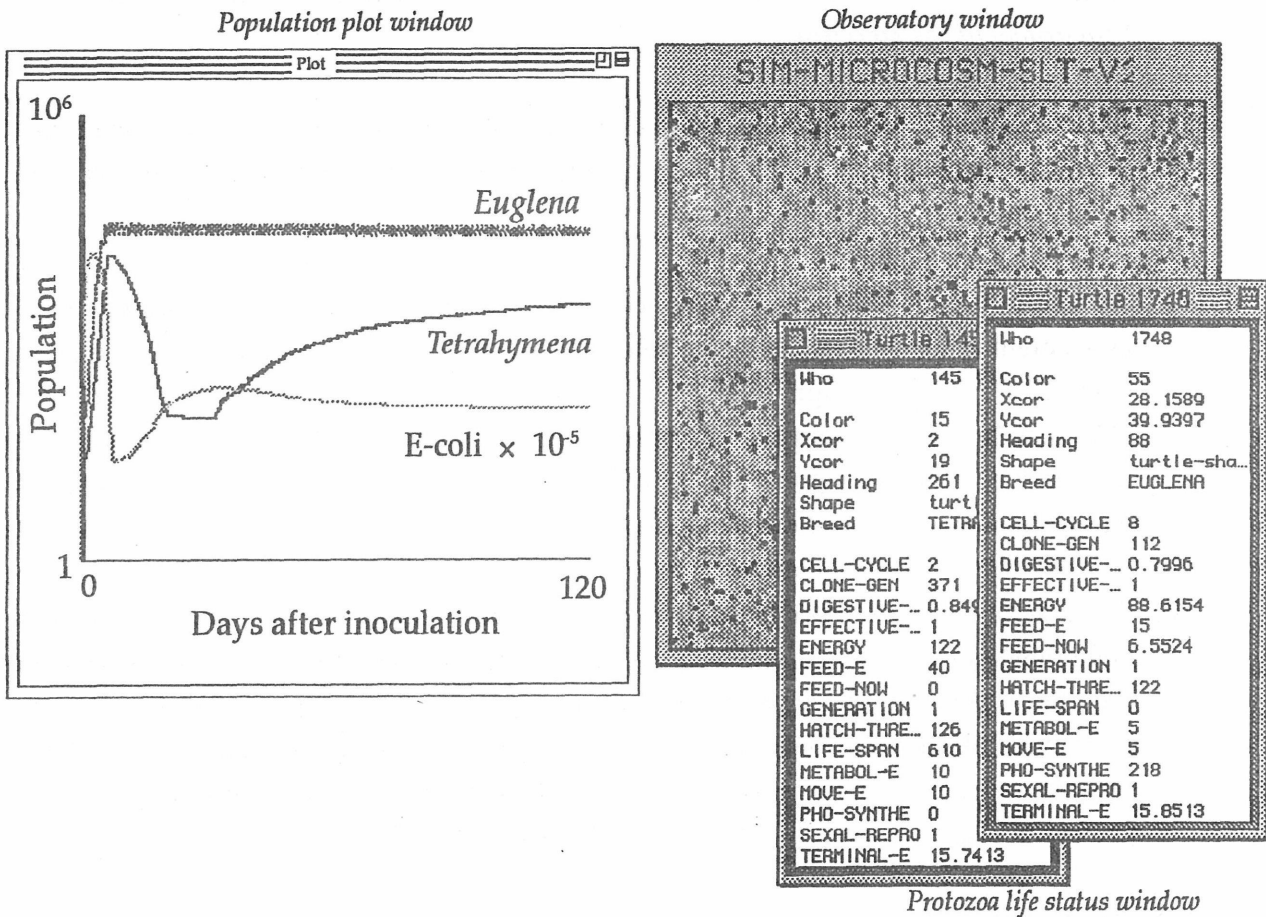 Population plot window
Plot
10⁶
Euglena
Tetrahymena
E-coli × 10⁻⁵
Population
1
0
120
Days after inoculation
Observatory window
SIM-MICROCOSM-SLT-V2
Turtle 145
Who 145
Color 15
Xcor 2
Ycor 19
Heading 261
Shape turtl
Breed TETRA
CELL-CYCLE 2
CLONE-GEN 371
DIGESTIVE-… 0.849
EFFECTIVE-… 1
ENERGY 122
FEED-E 40
FEED-NOW 0
GENERATION 1
HATCH-THRE… 126
LIFE-SPAN 610
METABOL-E 10
MOVE-E 10
PHO-SYNTHE 0
SEXAL-REPRO 1
TERMINAL-E 15.7413
Turtle 1748
Who 1748
Color 55
Xcor 28.1589
Ycor 39.9397
Heading 88
Shape turtle-sha…
Breed EUGLENA
CELL-CYCLE 8
CLONE-GEN 112
DIGESTIVE-… 0.7996
EFFECTIVE-… 1
ENERGY 88.6154
FEED-E 15
FEED-NOW 6.5524
GENERATION 1
HATCH-THRE… 122
LIFE-SPAN 0
METABOL-E 5
MOVE-E 5
PHO-SYNTHE 218
SEXAL-REPRO 1
TERMINAL-E 15.8513
Protozoa life status window